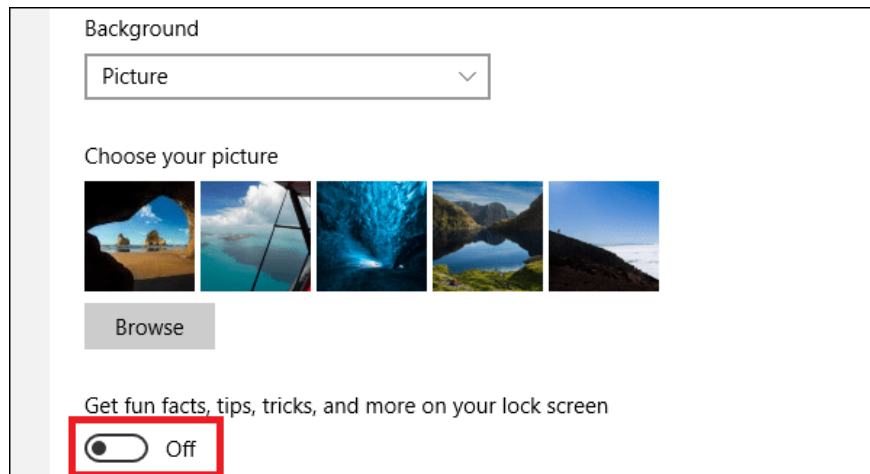 Background
Picture
Choose your picture
Browse
Get fun facts, tips, tricks, and more on your lock screen
Off